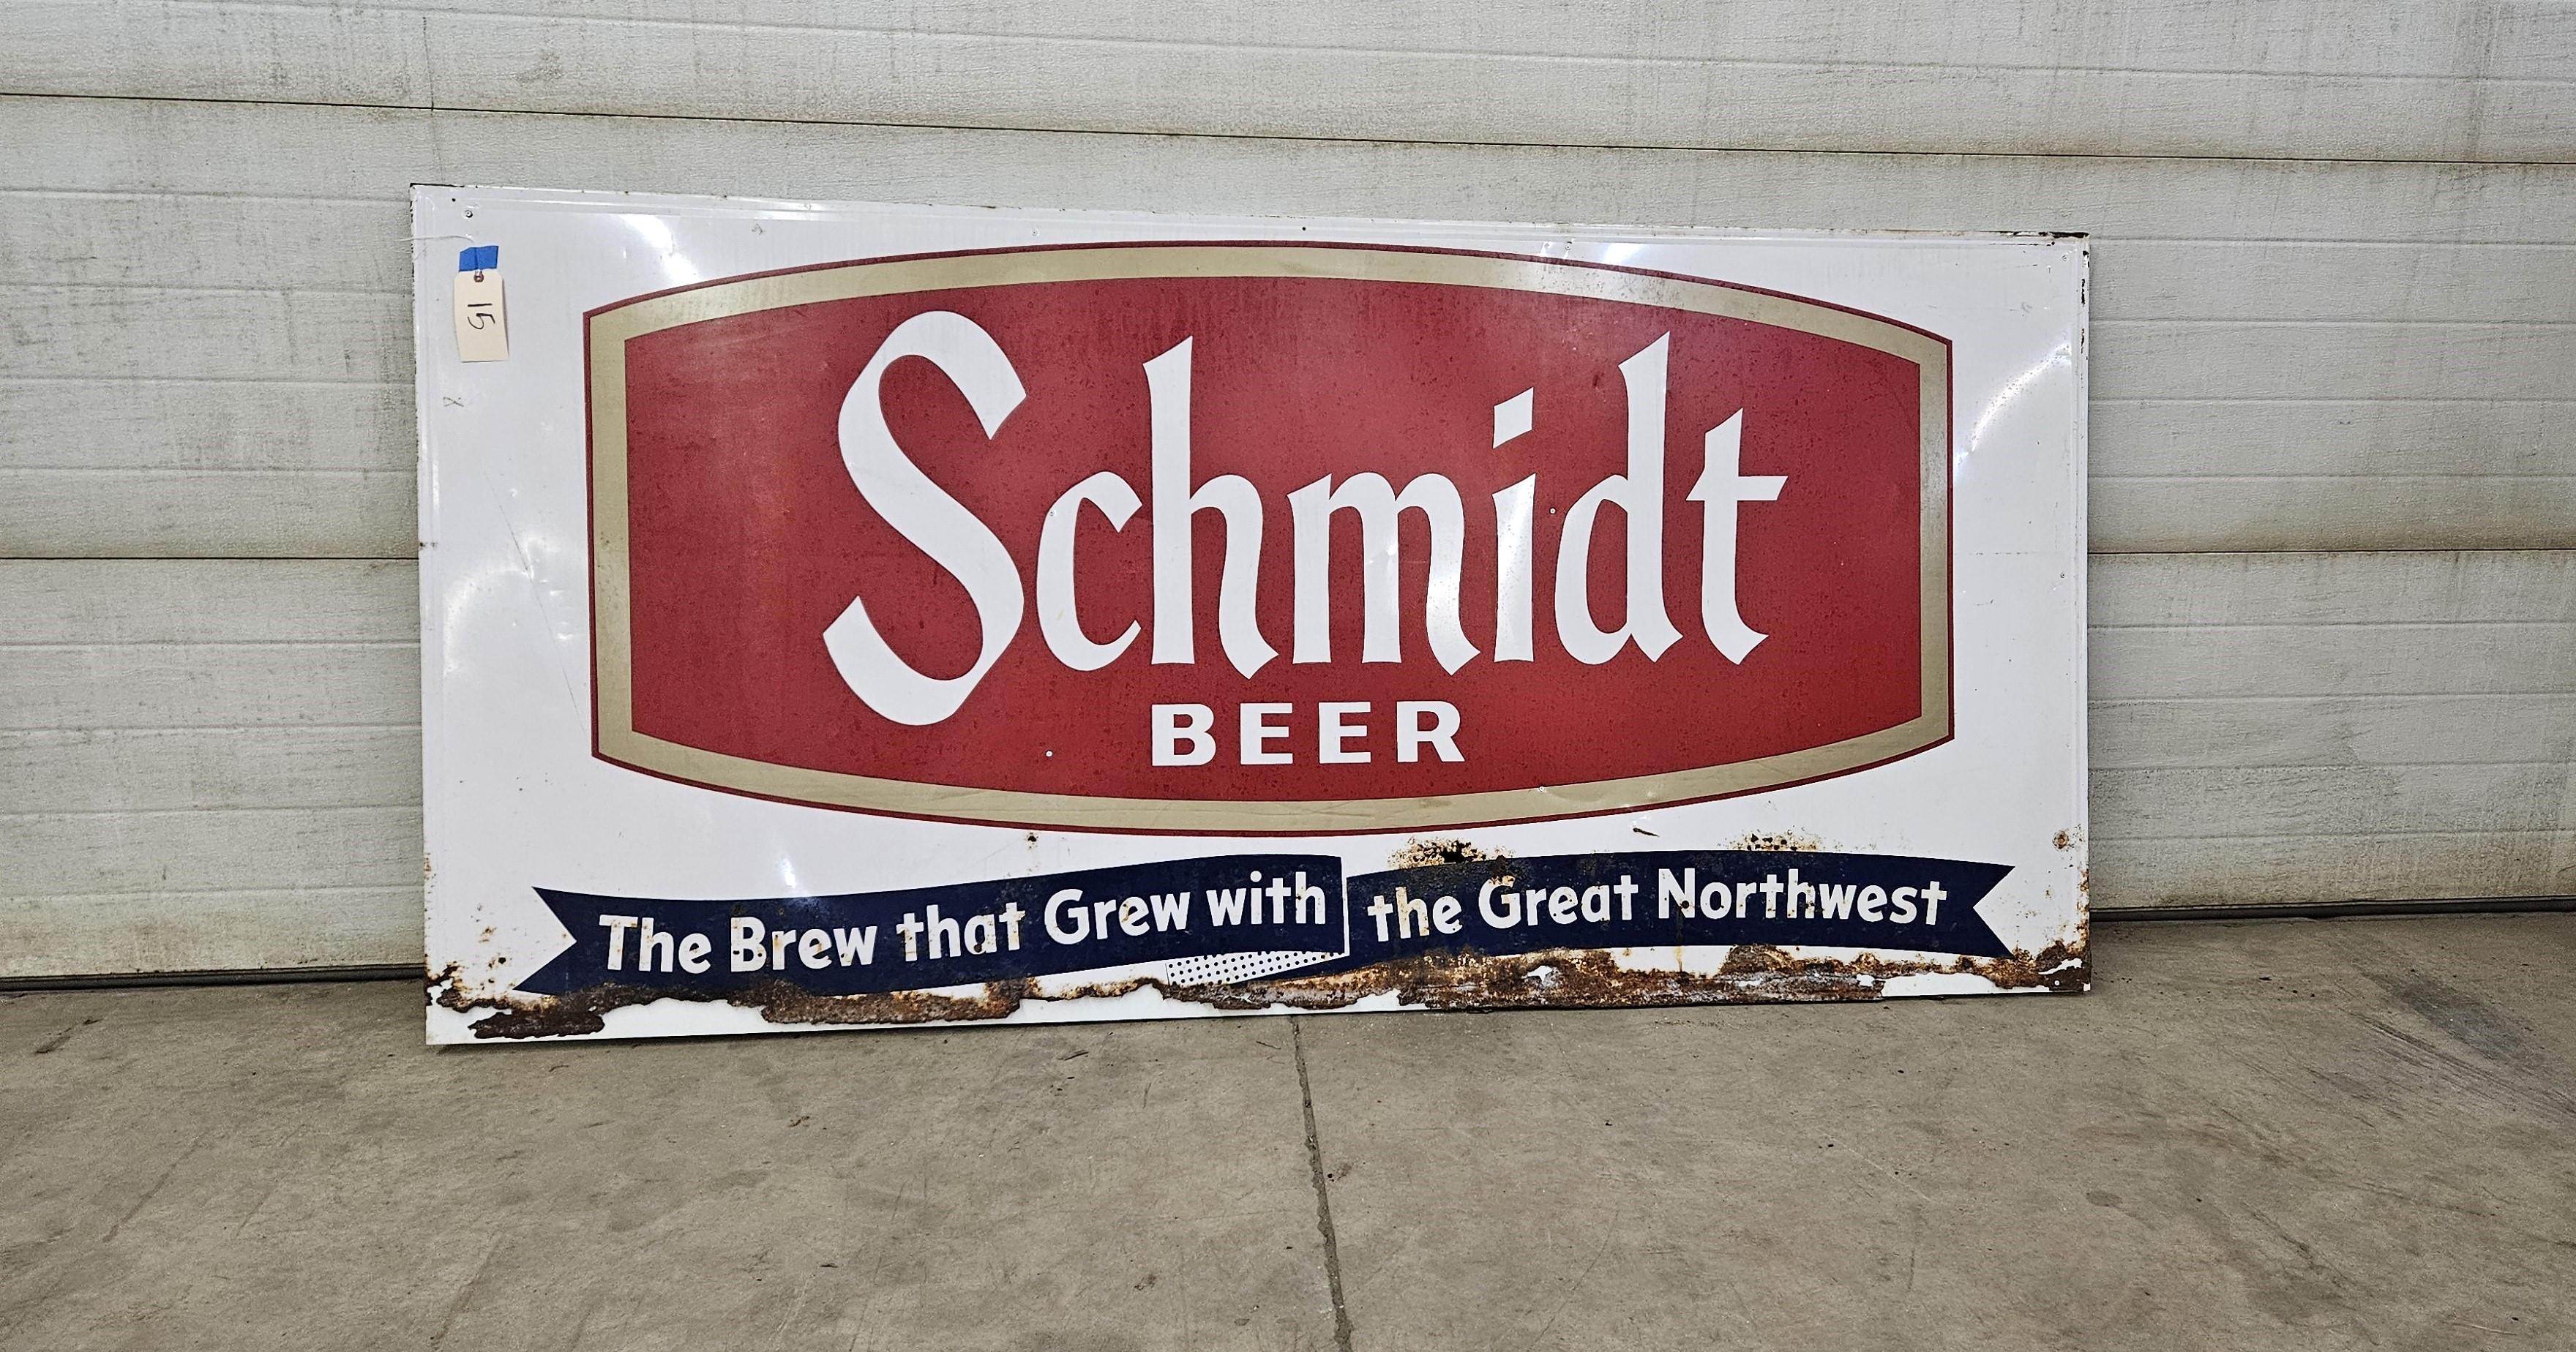 15
Schmidt
BEER
The Brew that Grew with the Great Northwest